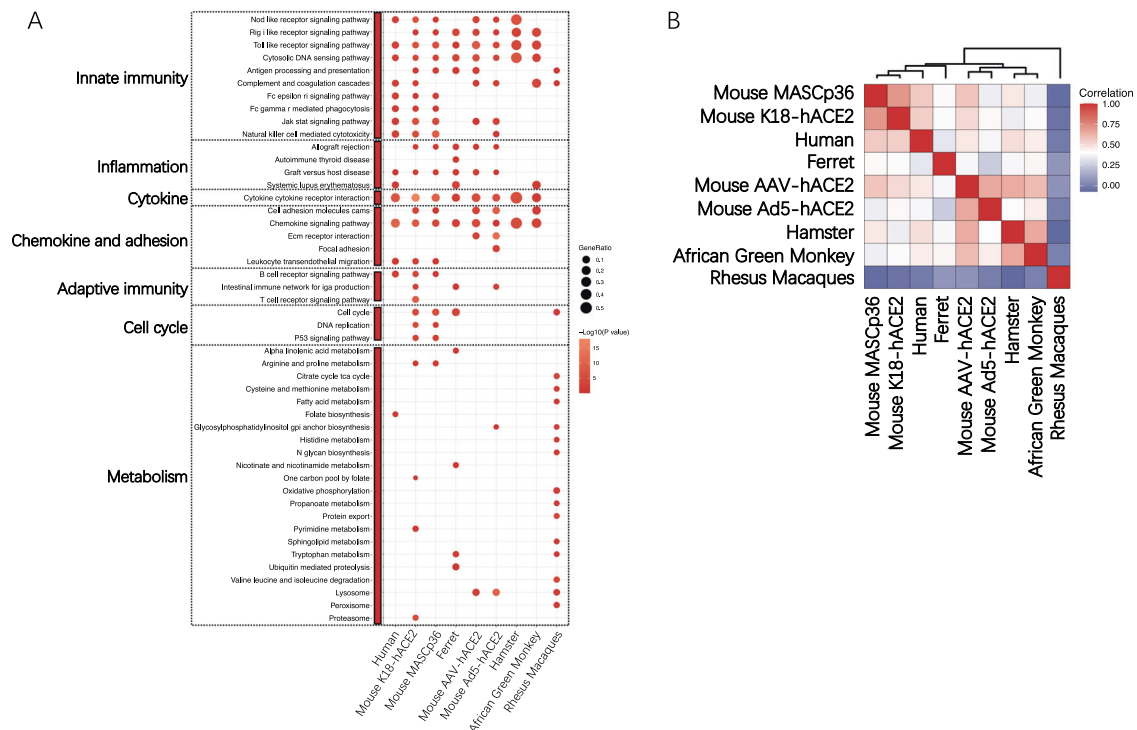 A
Innate immunity
Nod like receptor signaling pathway
Rig i like receptor signaling pathway
Toll like receptor signaling pathway
Cytosolic DNA sensing pathway
Antigen processing and presentation
Complement and coagulation cascades
Fc epsilon ri signaling pathway
Fc gamma r mediated phagocytosis
Jak stat signaling pathway
Natural killer cell mediated cytotoxicity
Inflammation
Allograft rejection
Autoimmune thyroid disease
Graft versus host disease
Systemic lupus erythematosus
Cytokine
Cytokine cytokine receptor interaction
Chemokine and adhesion
Cell adhesion molecules cams
Chemokine signaling pathway
Ecm receptor interaction
Focal adhesion
Leukocyte transendothelial migration
Adaptive immunity
B cell receptor signaling pathway
Intestinal immune network for iga production
T cell receptor signaling pathway
Cell cycle
Cell cycle
DNA replication
P53 signaling pathway
Metabolism
Alpha linolenic acid metabolism
Arginine and proline metabolism
Citrate cycle tca cycle
Cysteine and methionine metabolism
Fatty acid metabolism
Folate biosynthesis
Glycosylphosphatidylinositol gpi anchor biosynthesis
Histidine metabolism
N glycan biosynthesis
Nicotinate and nicotinamide metabolism
One carbon pool by folate
Oxidative phosphorylation
Propanoate metabolism
Protein export
Pyrimidine metabolism
Sphingolipid metabolism
Tryptophan metabolism
Ubiquitin mediated proteolysis
Valine leucine and isoleucine degradation
Lysosome
Peroxisome
Proteasome
Human
Mouse K18-hACE2
Mouse MASCp36
Ferret
Mouse AAV-hACE2
Mouse Ad5-hACE2
Hamster
African Green Monkey
Rhesus Macaques
GeneRatio
0.1
0.2
0.3
0.4
0.5
-Log10(P value)
15
10
5
B
Mouse MASCp36
Mouse K18-hACE2
Human
Ferret
Mouse AAV-hACE2
Mouse Ad5-hACE2
Hamster
African Green Monkey
Rhesus Macaques
Mouse MASCp36
Mouse K18-hACE2
Human
Ferret
Mouse AAV-hACE2
Mouse Ad5-hACE2
Hamster
African Green Monkey
Rhesus Macaques
Correlation
1.00
0.75
0.50
0.25
0.00